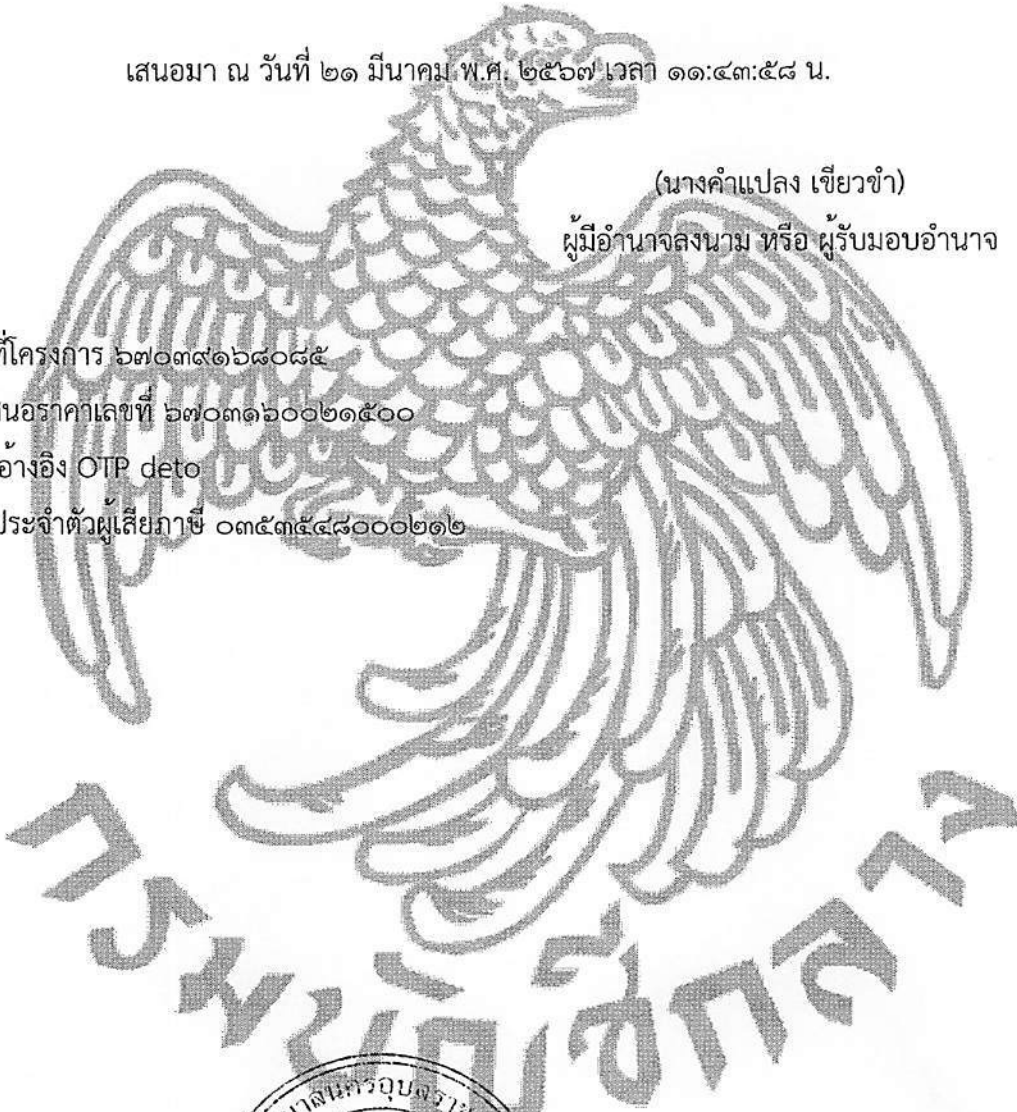 เสนอมา ณ วันที่ ๒๑ มีนาคม พ.ศ. ๒๕๖๗ เวลา ๑๑:๔๓:๕๘ น.
(นางคำแปลง เขียวขำ)
ผู้มีอำนาจลงนาม หรือ ผู้รับมอบอำนาจ
ที่โครงการ ๖๗๐๓๙๑๖๘๐๘๕
สนอราคาเลขที่ ๖๗๐๓๑๖๐๐๒๑๕๐๐
อ้างอิง OTP deto
ประจำตัวผู้เสียภาษี ๐๓๕๓๕๔๘๐๐๐๒๑๒
กรมบัญชีกลาง